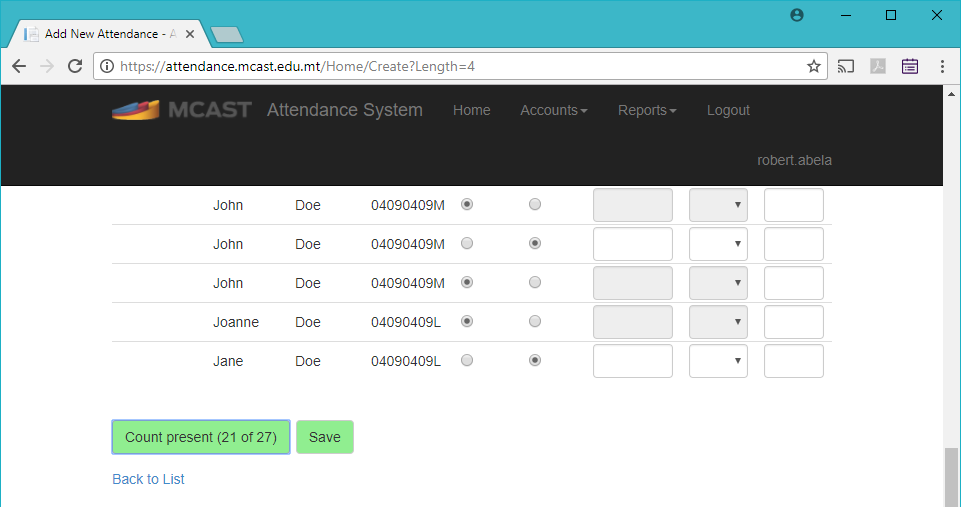 Add New Attendance - A
https://attendance.mcast.edu.mt/Home/Create?Length=4
MCAST Attendance System Home Accounts Reports Logout
robert.abela
John Doe 04090409M
John Doe 04090409M
John Doe 04090409M
Joanne Doe 04090409L
Jane Doe 04090409L
Count present (21 of 27) Save
Back to List